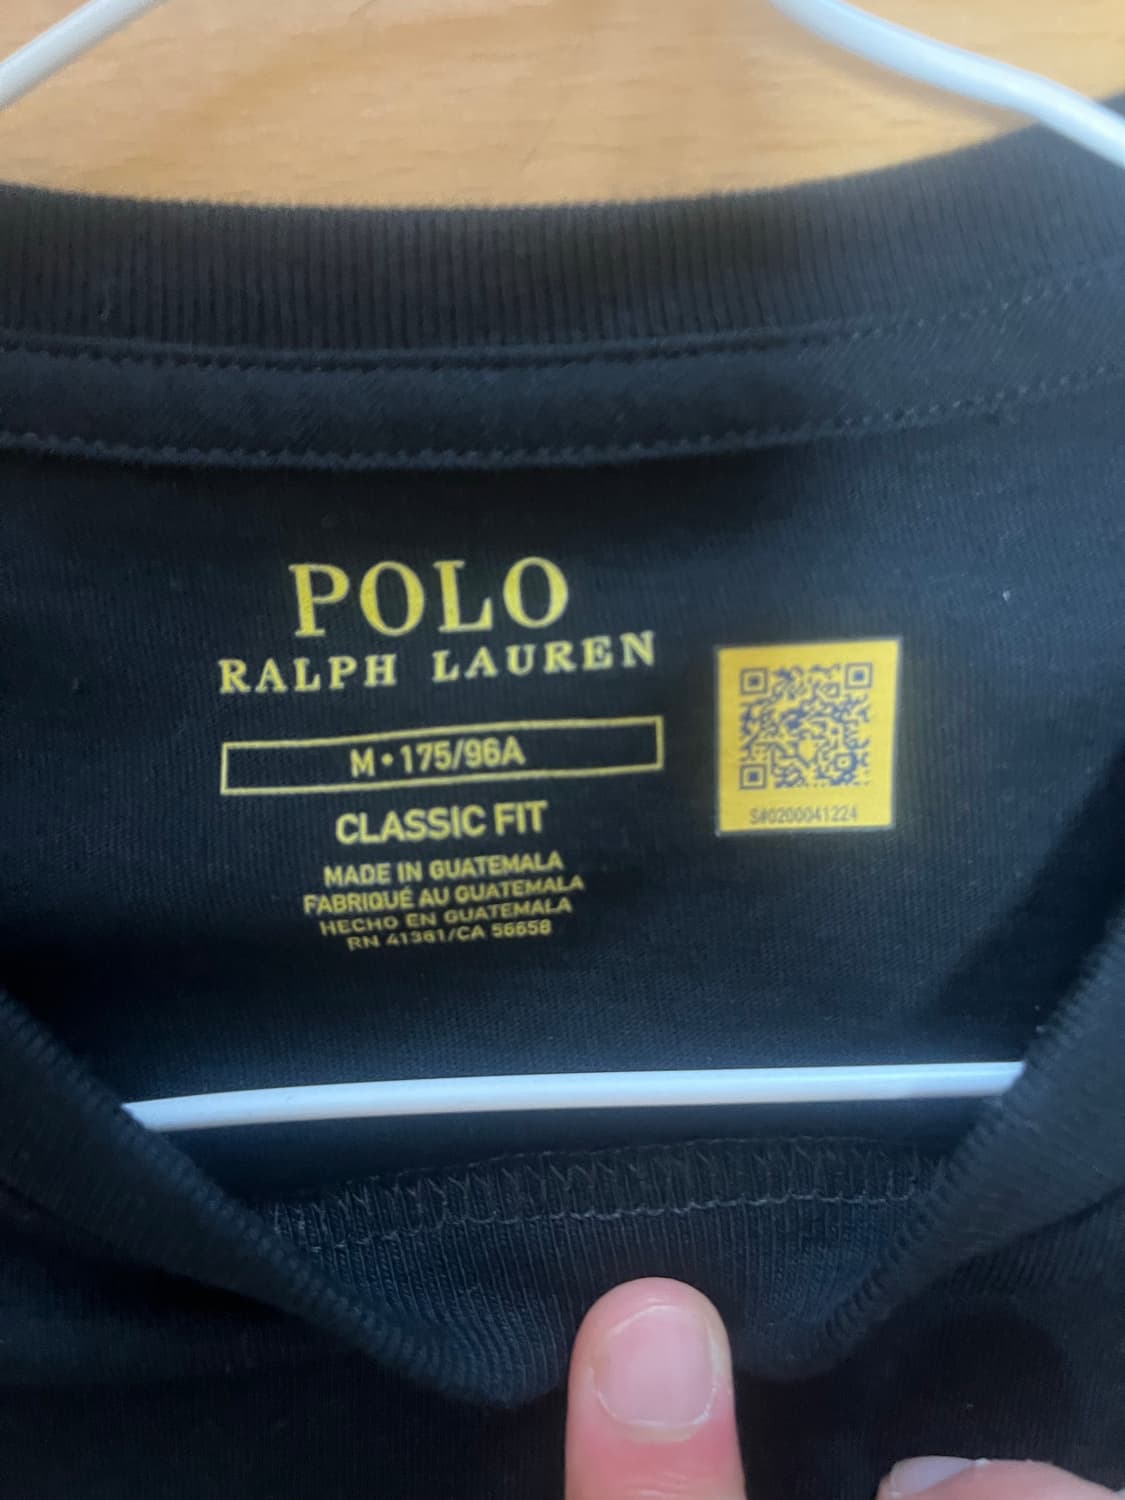 POLO
RALPH LAUREN
M•175/96A
CLASSIC FIT
MADE IN GUATEMALA
FABRIQUÉ AU GUATEMALA
HECHO EN GUATEMALA
RN 41381/CA 56658
S#0200041224